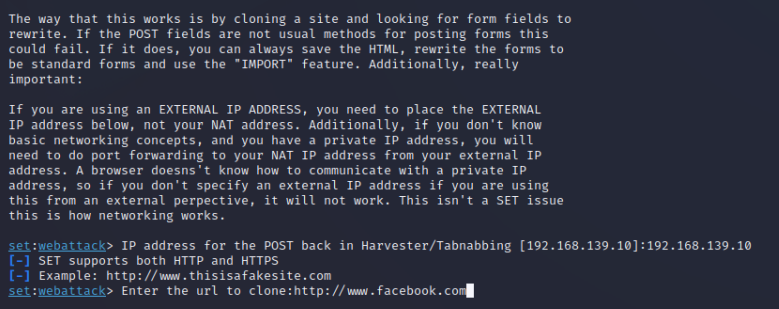 The way that this works is by cloning a site and looking for form fields to
rewrite. If the POST fields are not usual methods for posting forms this
could fail. If it does, you can always save the HTML, rewrite the forms to
be standard forms and use the "IMPORT" feature. Additionally, really
important:
If you are using an EXTERNAL IP ADDRESS, you need to place the EXTERNAL
IP address below, not your NAT address. Additionally, if you don't know
basic networking concepts, and you have a private IP address, you will
need to do port forwarding to your NAT IP address from your external IP
address. A browser doesns't know how to communicate with a private IP
address, so if you don't specify an external IP address if you are using
this from an external perpective, it will not work. This isn't a SET issue
this is how networking works.
set:webattack> IP address for the POST back in Harvester/Tabnabbing [192.168.139.10]:192.168.139.10
[-] SET supports both HTTP and HTTPS
[-] Example: http://www.thisisafakesite.com
set:webattack> Enter the url to clone:http://www.facebook.com